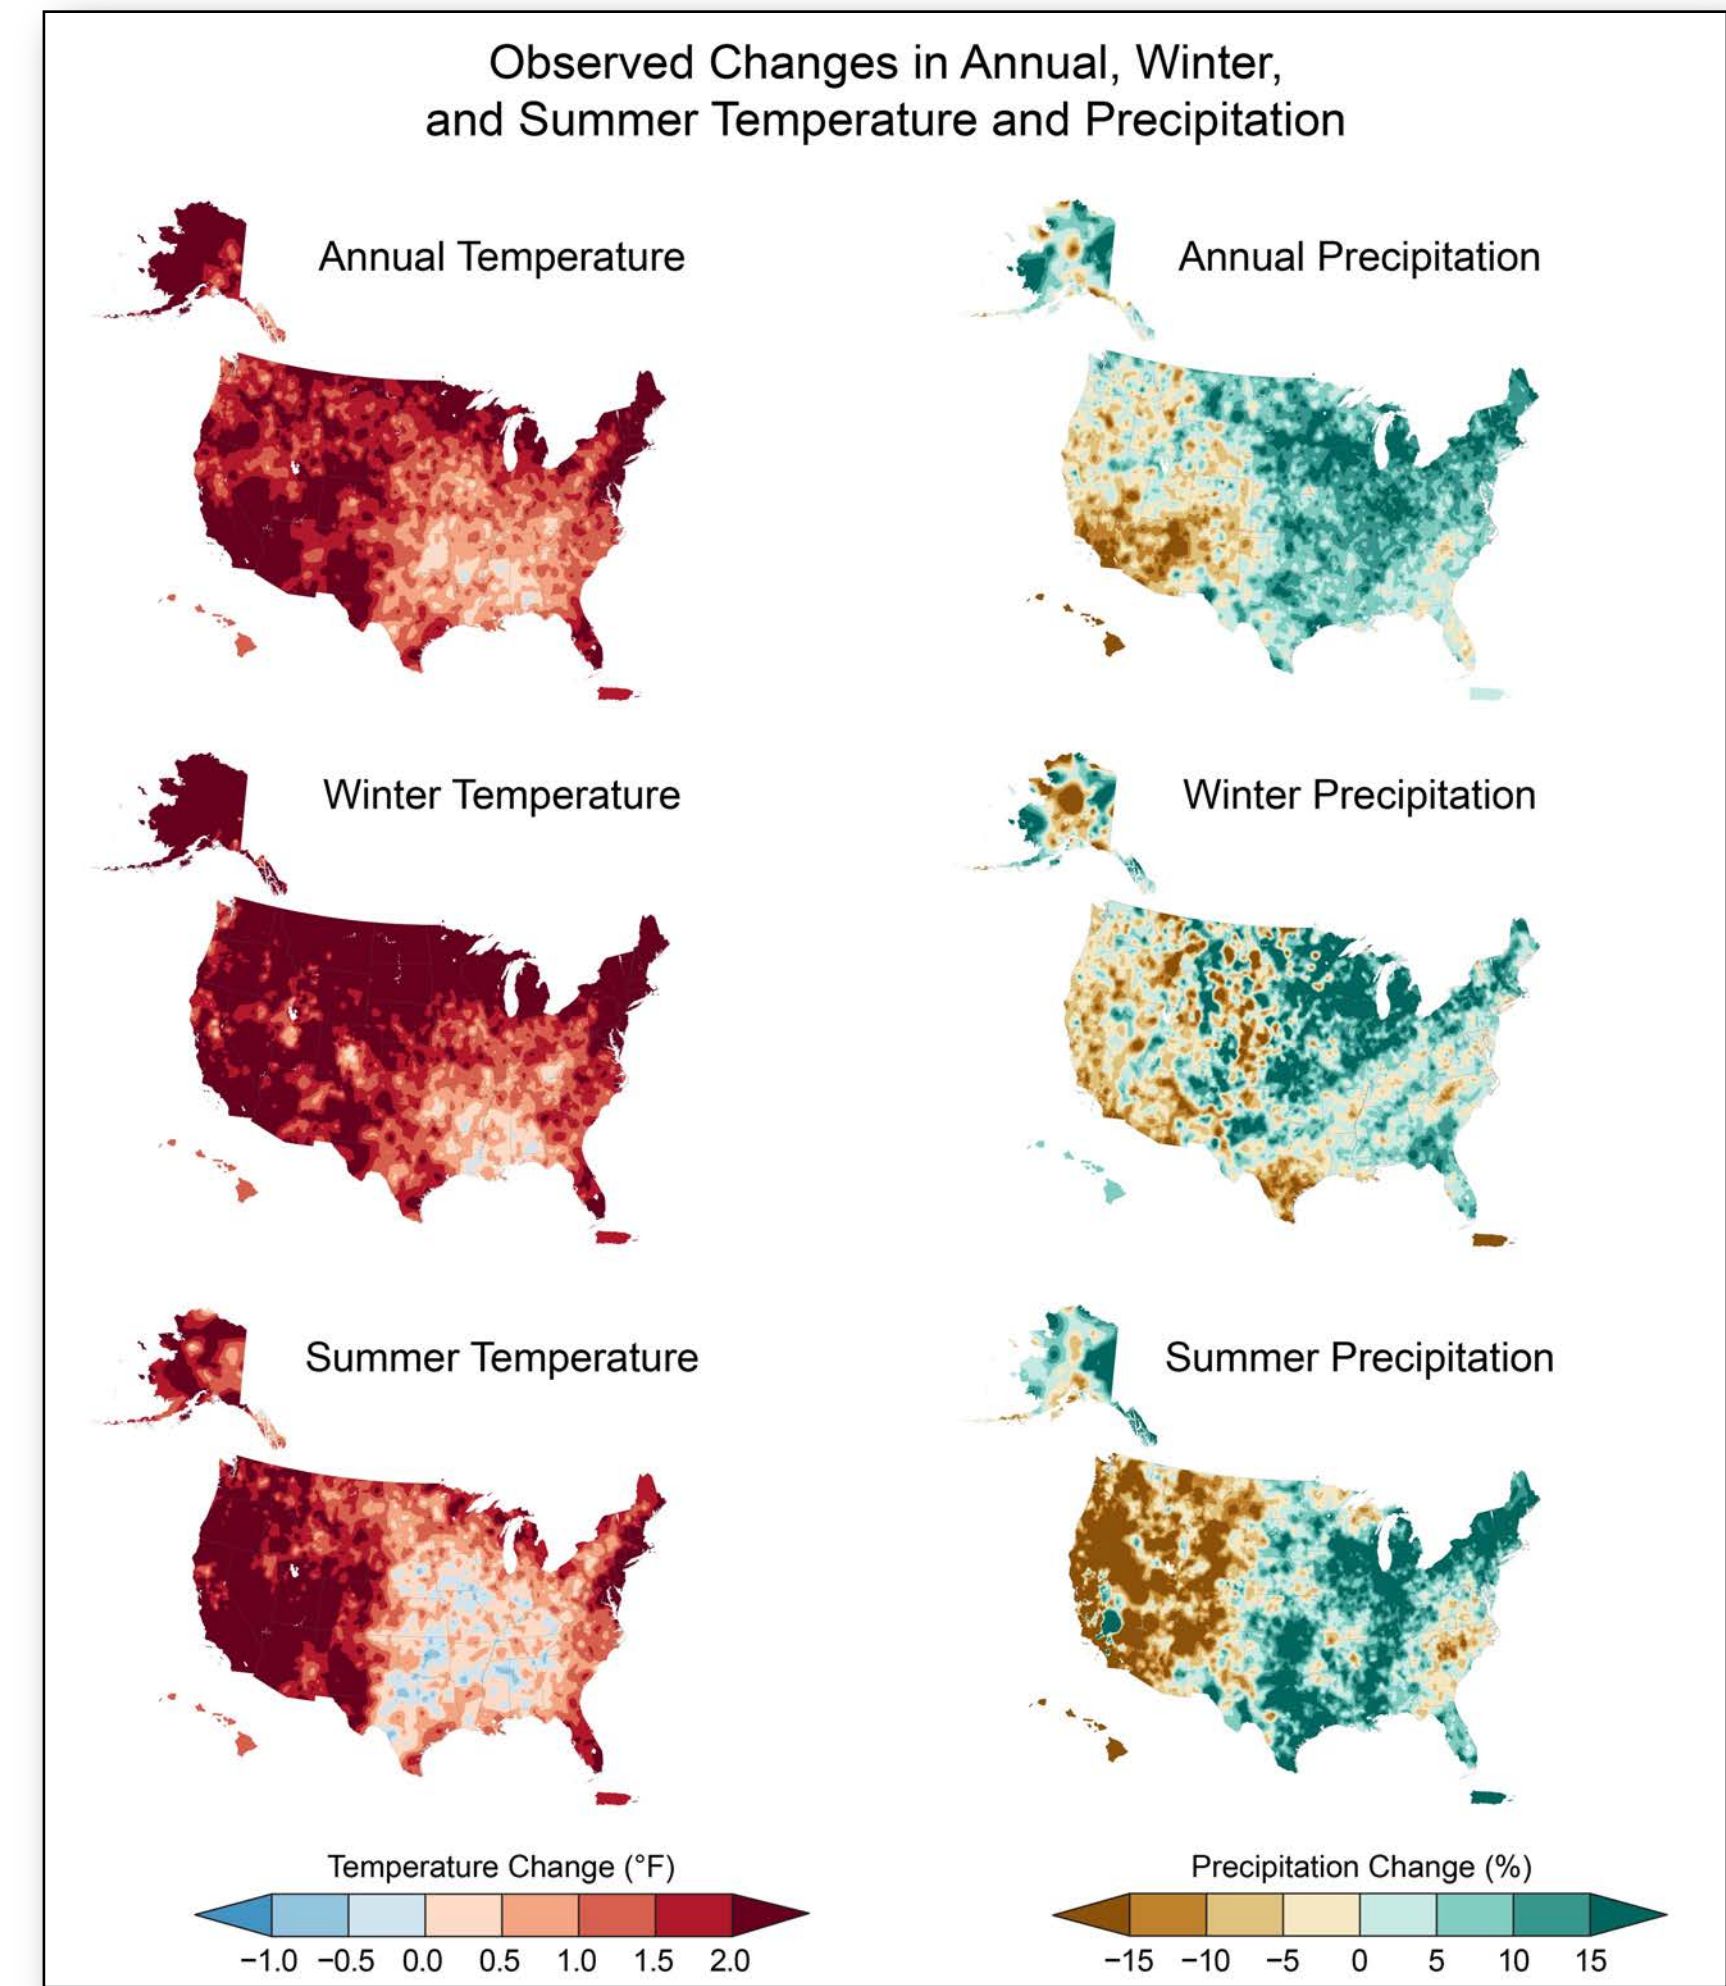 Observed Changes in Annual, Winter,
and Summer Temperature and Precipitation
Annual Temperature
Annual Precipitation
Winter Temperature
Winter Precipitation
Summer Temperature
Summer Precipitation
Temperature Change (°F)
−1.0 −0.5 0.0 0.5 1.0 1.5 2.0
Precipitation Change (%)
−15 −10 −5 0 5 10 15